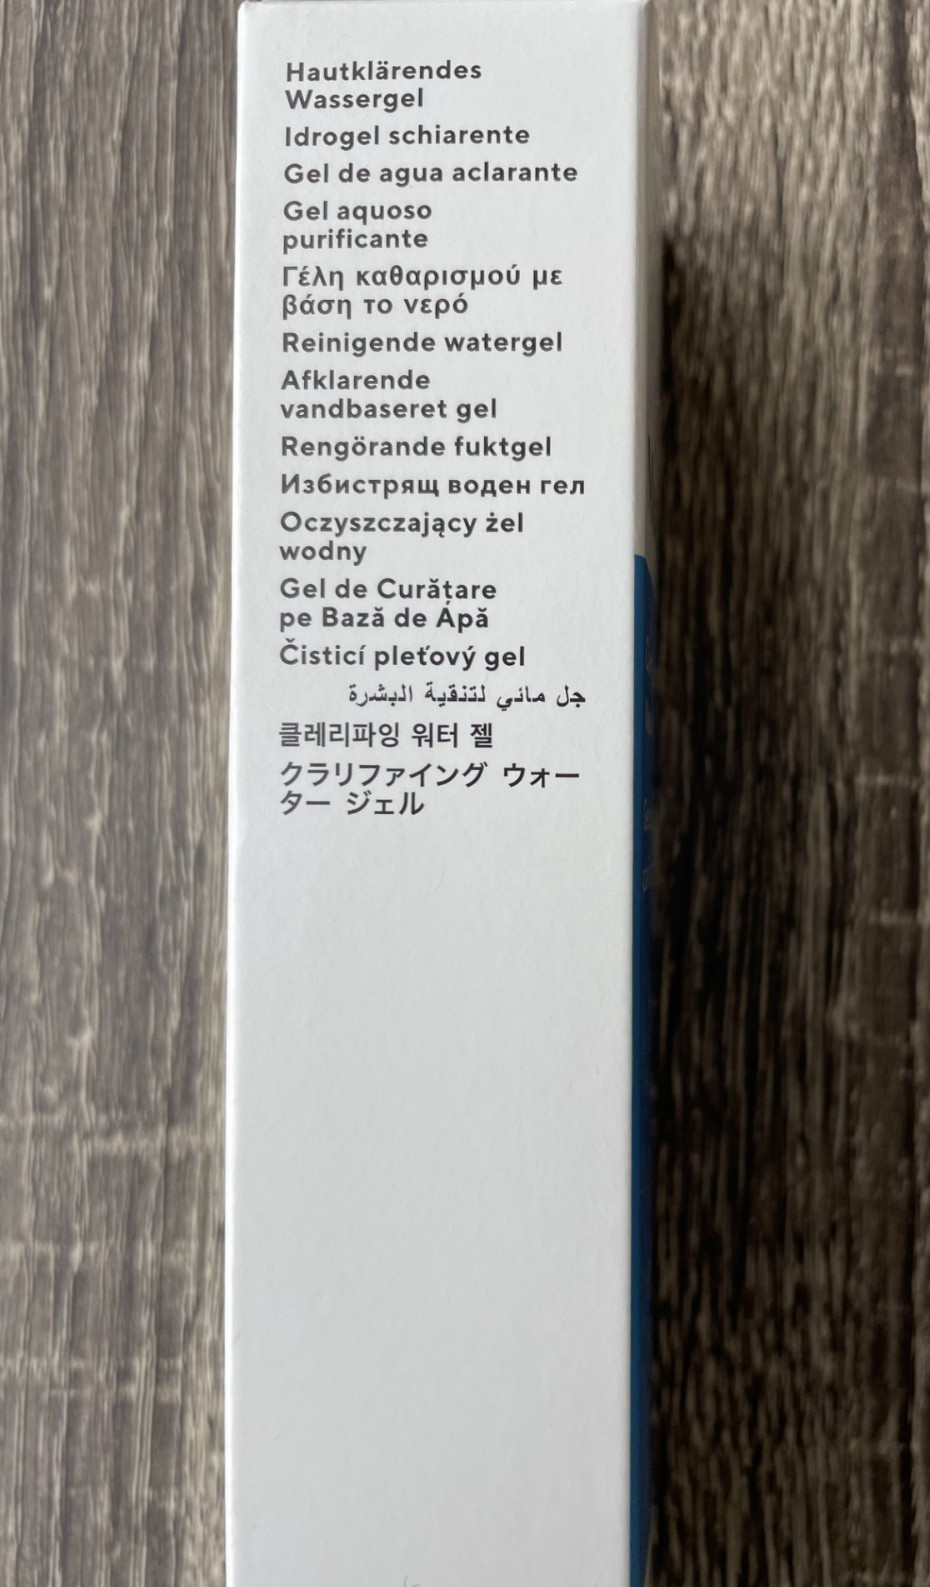 Hautklärendes
Wassergel
Idrogel schiarente
Gel de agua aclarante
Gel aquoso
purificante
Γέλη καθαρισμού με
βάση το νερό
Reinigende watergel
Afklarende
vandbaseret gel
Rengörande fuktgel
Избистрящ воден гел
Oczyszczający żel
wodny
Gel de Curățare
pe Bază de Apă
Čisticí pleťový gel
جل مائي لتنقية البشرة
클레리파잉 워터 젤
クラリファイング ウォー
ター ジェル